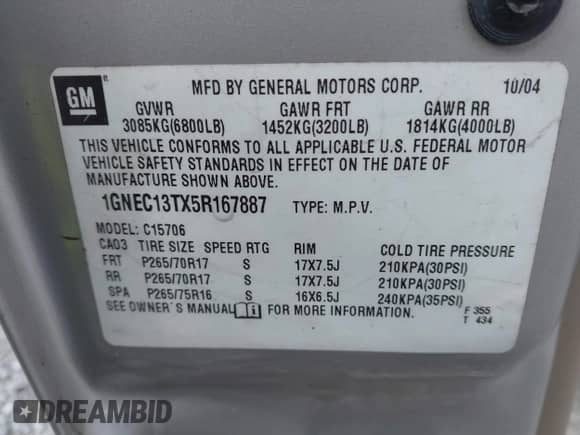 GM
MFD BY GENERAL MOTORS CORP. 10/04
GVWR GAWR FRT GAWR RR
3085KG(6800LB) 1452KG(3200LB) 1814KG(4000LB)
THIS VEHICLE CONFORMS TO ALL APPLICABLE U.S. FEDERAL MOTOR
VEHICLE SAFETY STANDARDS IN EFFECT ON THE DATE OF
MANUFACTURE SHOWN ABOVE.
1GNEC13TX5R167887 TYPE: M.P.V.
MODEL: C15706
CAO3 TIRE SIZE SPEED RTG RIM COLD TIRE PRESSURE
FRT P265/70R17 S 17X7.5J 210KPA(30PSI)
RR P265/70R17 S 17X7.5J 210KPA(30PSI)
SPA P265/75R16 S 16X6.5J 240KPA(35PSI)
SEE OWNER'S MANUAL FOR MORE INFORMATION. F 355
T 434
DREAMBID